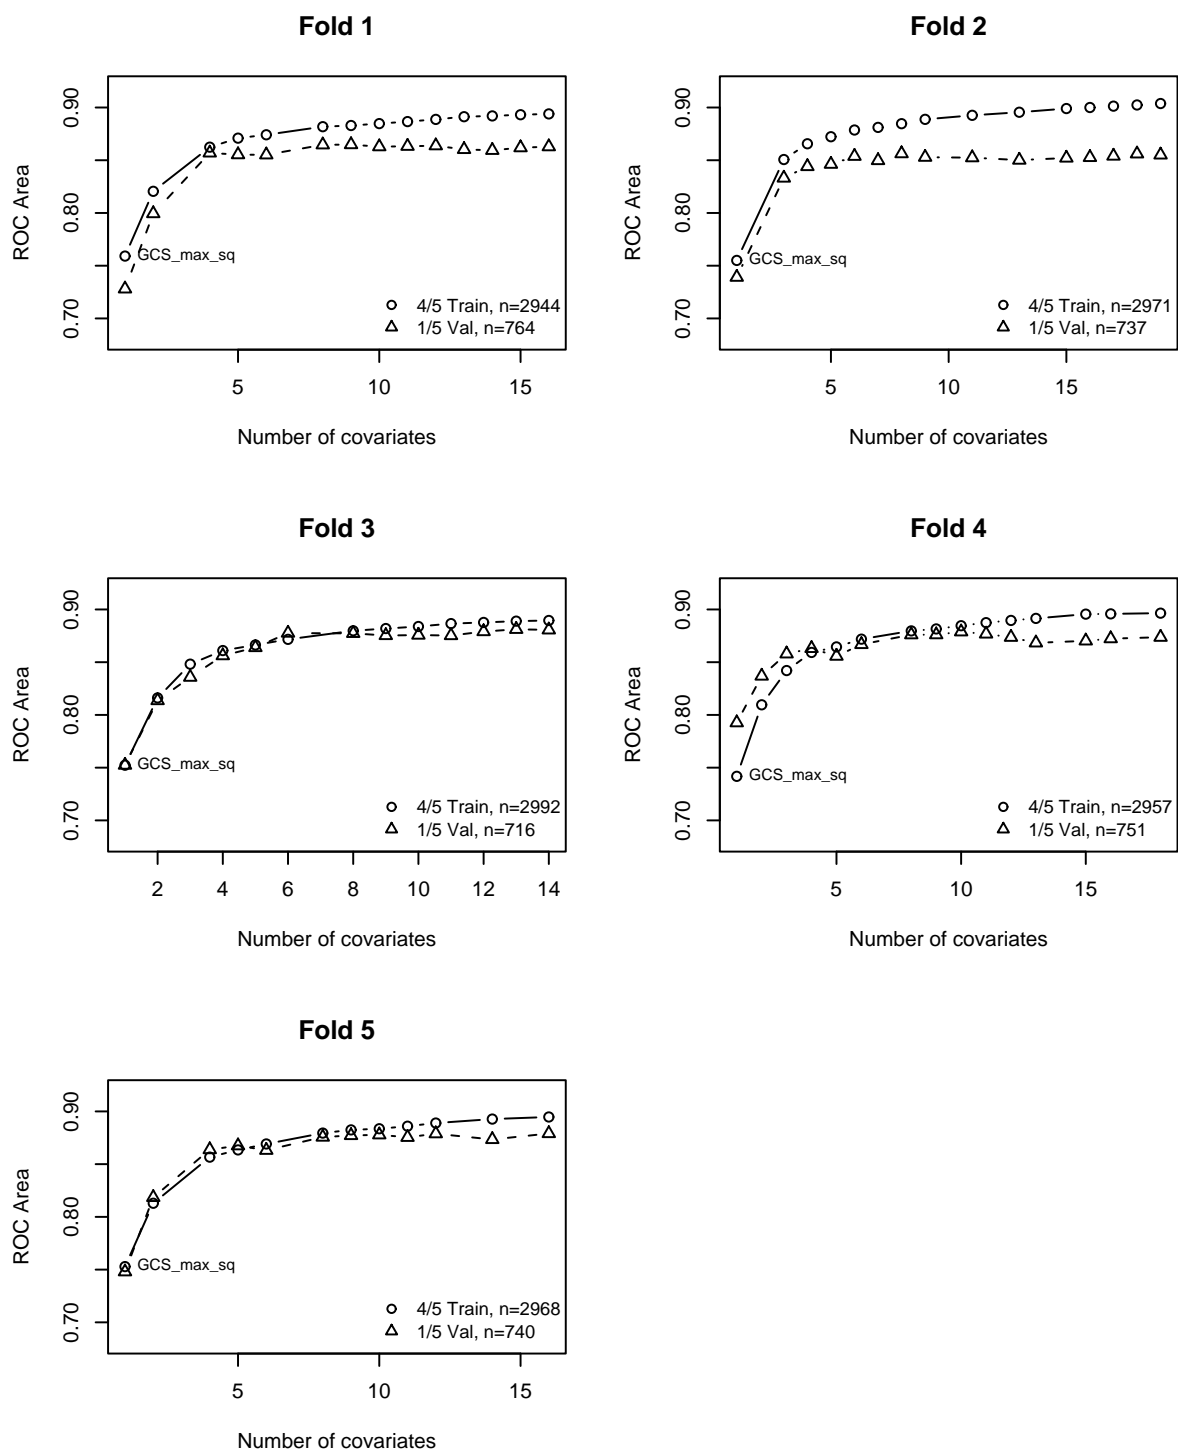 Fold 1
ROC Area
0.90
0.80
0.70
GCS_max_sq
4/5 Train, n=2944
1/5 Val, n=764
5 10 15
Number of covariates
Fold 2
ROC Area
0.90
0.80
0.70
GCS_max_sq
4/5 Train, n=2971
1/5 Val, n=737
5 10 15
Number of covariates
Fold 3
ROC Area
0.90
0.80
0.70
GCS_max_sq
4/5 Train, n=2992
1/5 Val, n=716
2 4 6 8 10 12 14
Number of covariates
Fold 4
ROC Area
0.90
0.80
0.70
GCS_max_sq
4/5 Train, n=2957
1/5 Val, n=751
5 10 15
Number of covariates
Fold 5
ROC Area
0.90
0.80
0.70
GCS_max_sq
4/5 Train, n=2968
1/5 Val, n=740
5 10 15
Number of covariates